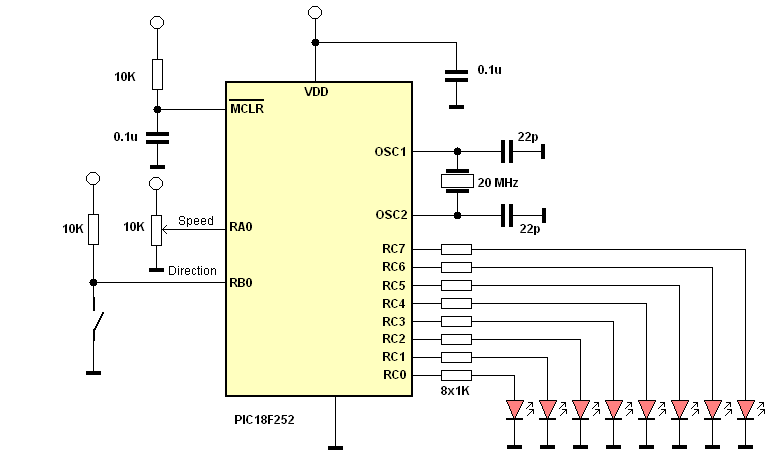 10K
0.1u
VDD
MCLR
0.1u
OSC1
22p
20 MHz
10K
10K
Speed
RA0
OSC2
22p
RC7
Direction
RB0
RC6
RC5
RC4
RC3
RC2
RC1
RC0
8x1K
PIC18F252